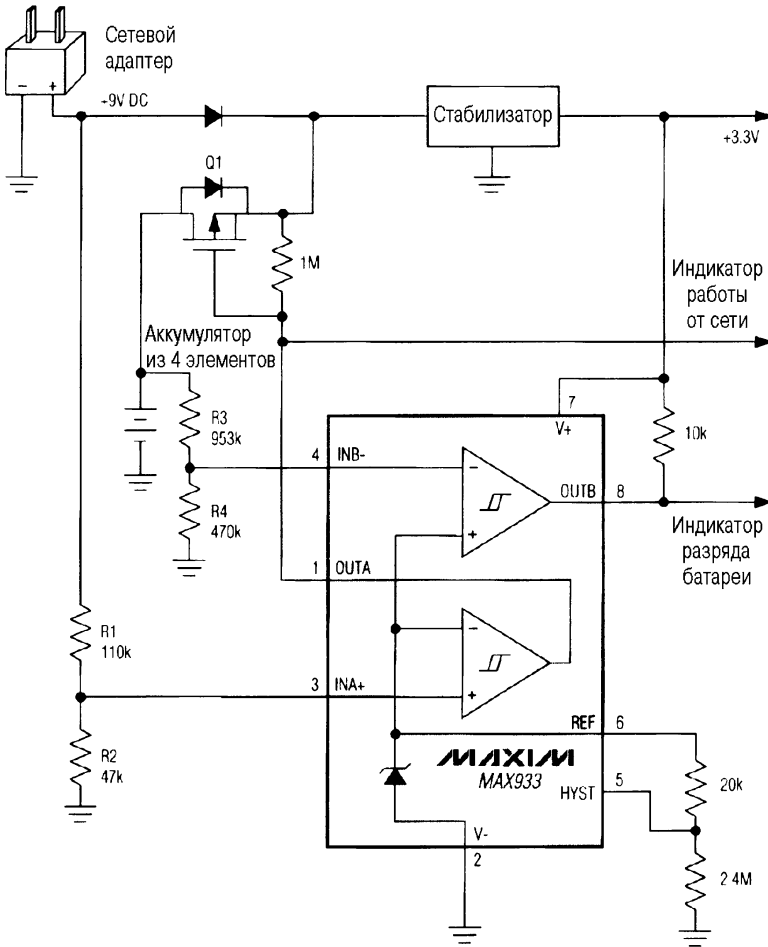 Сетевой
адаптер
− +
+9V DC
Стабилизатор
+3.3V
Q1
1M
Индикатор
работы
от сети
Аккумулятор
из 4 элементов
R3
953k
7
V+
10k
4 INB-
−
OUTB 8
R4
470k
+
Индикатор
разряда
батареи
1 OUTA
R1
110k
−
3 INA+
+
REF 6
R2
47k
MAXIM
MAX933
HYST 5
20k
V-
2
2 4M